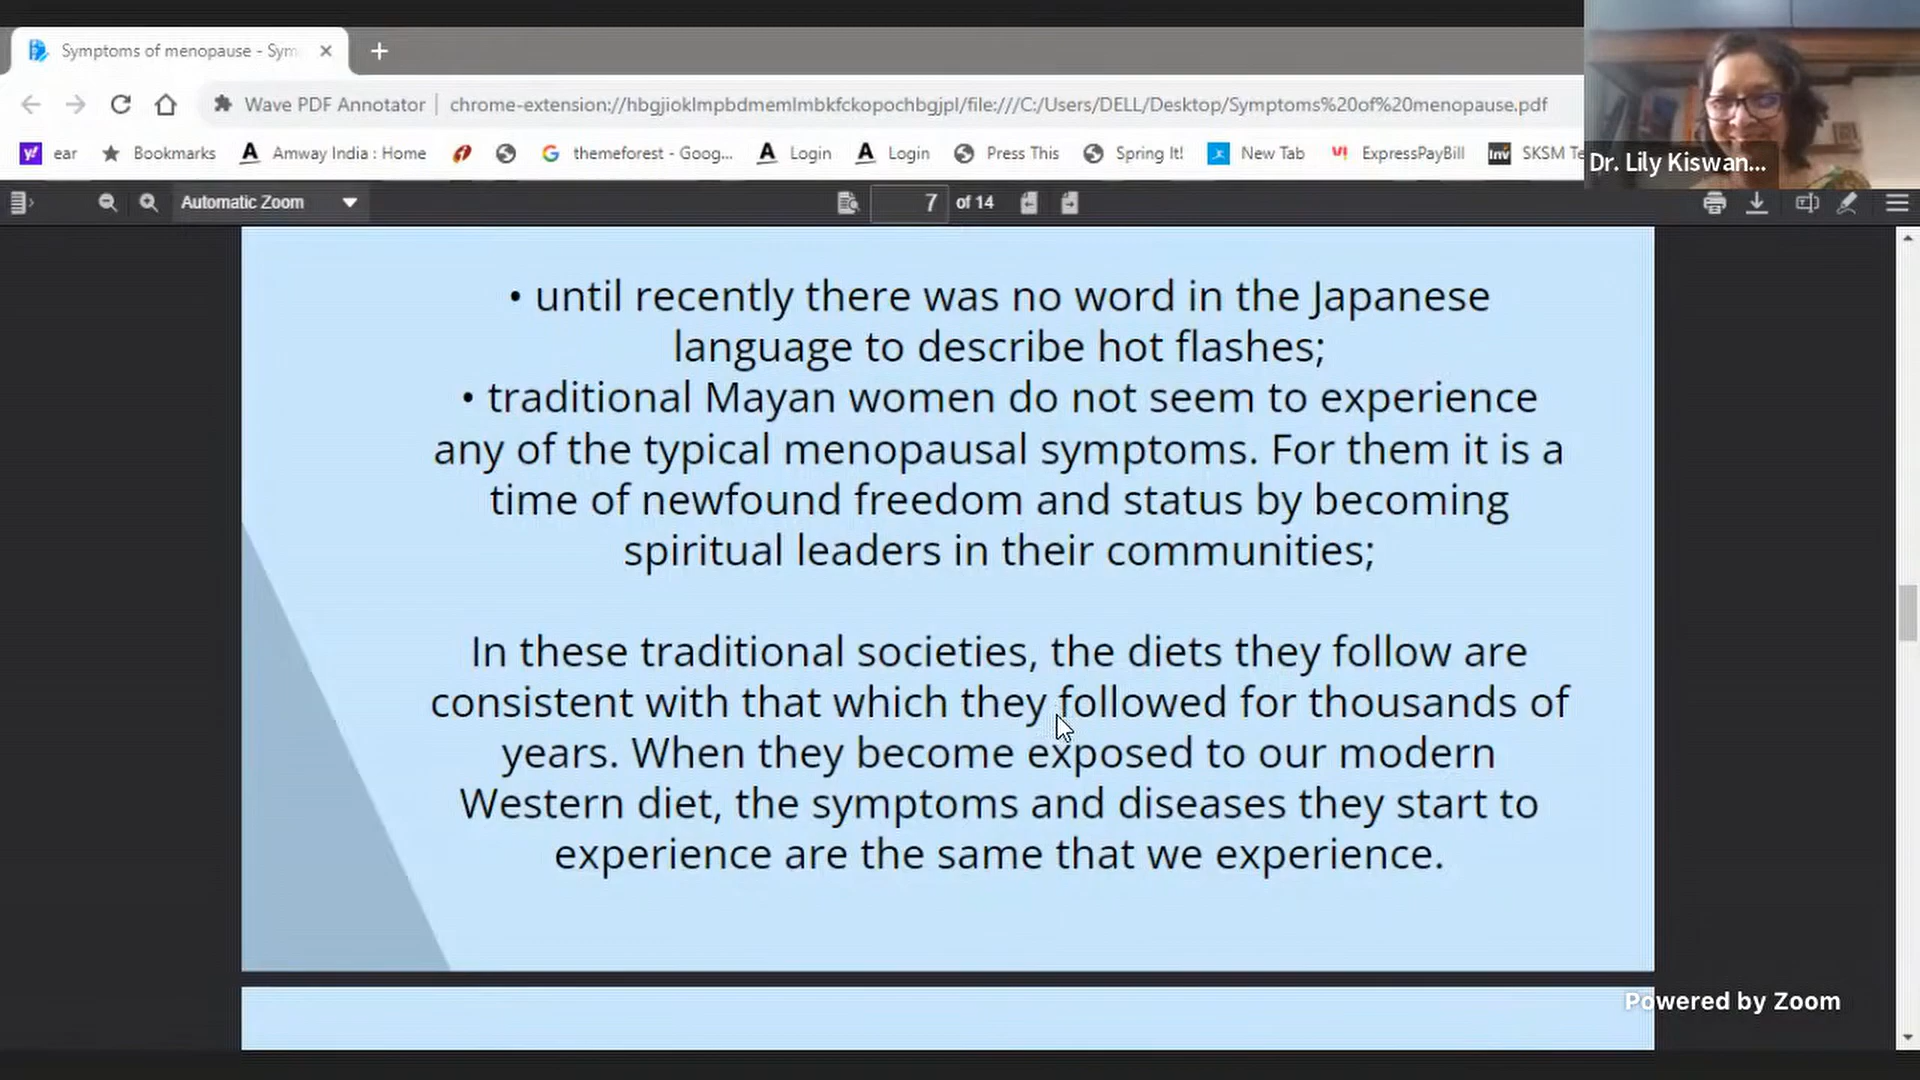 Symptoms of menopause - Sym
Wave PDF Annotator
chrome-extension://hbgjioklmpbdmemlmbkfckopochbgjpl/file:///C:/Users/DELL/Desktop/Symptoms%20of%20menopause.pdf
y! ear Bookmarks A Amway India : Home G themeforest - Goog... A Login A Login Press This Spring It! New Tab ExpressPayBill Inv SKSM Te
Dr. Lily Kiswan...
Automatic Zoom 7 of 14
• until recently there was no word in the Japanese
language to describe hot flashes;
• traditional Mayan women do not seem to experience
any of the typical menopausal symptoms. For them it is a
time of newfound freedom and status by becoming
spiritual leaders in their communities;
In these traditional societies, the diets they follow are
consistent with that which they followed for thousands of
years. When they become exposed to our modern
Western diet, the symptoms and diseases they start to
experience are the same that we experience.
Powered by Zoom